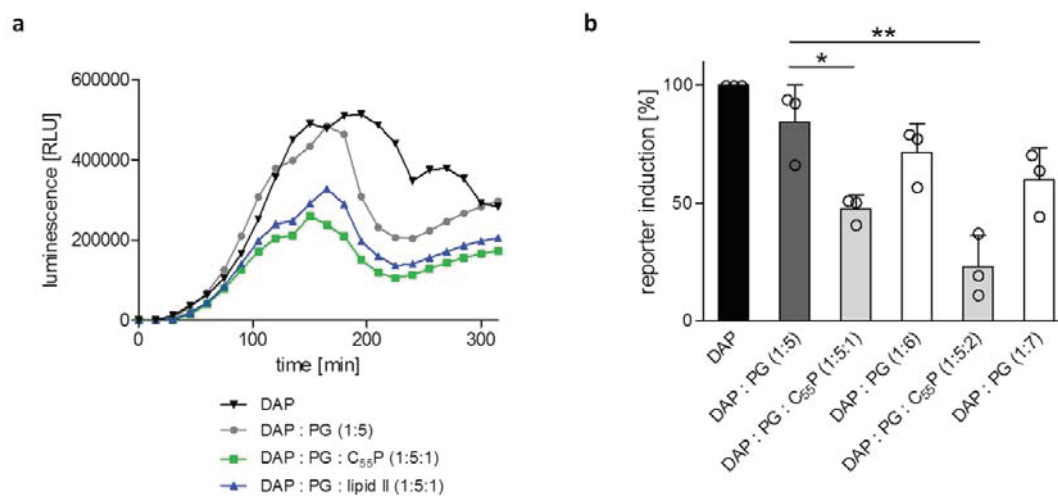 a
luminescence [RLU]
600000
400000
200000
0
0
100
200
300
time [min]
DAP
DAP : PG (1:5)
DAP : PG : C₅₅P (1:5:1)
DAP : PG : lipid II (1:5:1)
b
**
*
reporter induction [%]
100
50
0
DAP
DAP : PG (1:5)
DAP : PG : C₅₅P (1:5:1)
DAP : PG (1:6)
DAP : PG : C₅₅P (1:5:2)
DAP : PG (1:7)